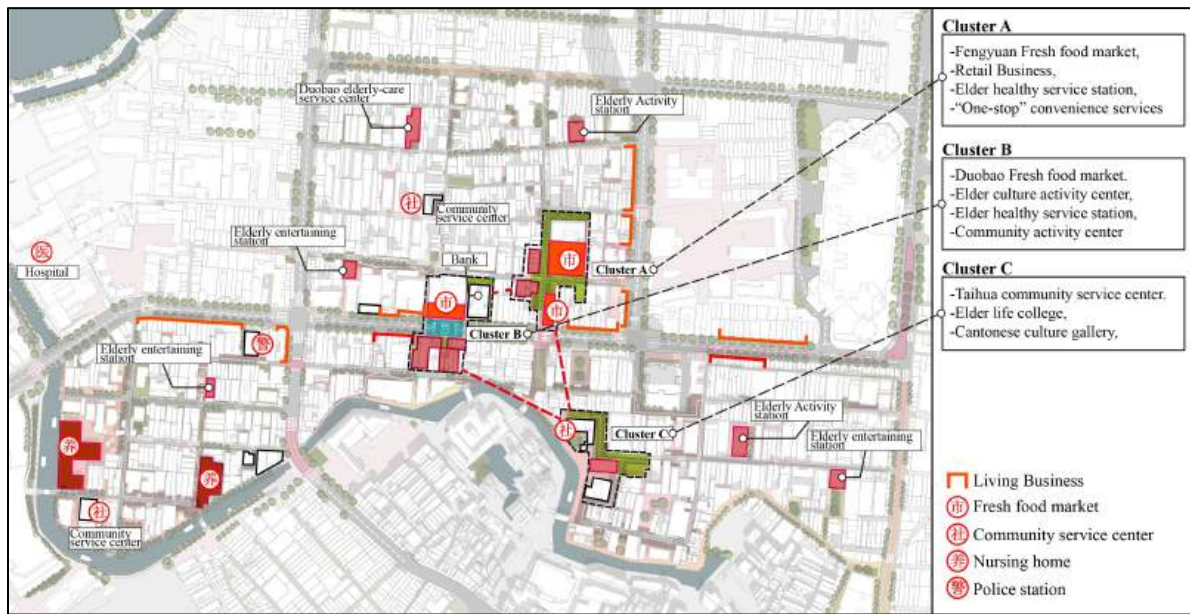 Duobao elderly-care
service center
Elderly Activity
station
社
Community
service center
Elderly entertaining
station
Bank
医
Hospital
市
Cluster A
市
市
Cluster B
警
Elderly entertaining
station
社
Cluster C
Elderly Activity
station
Elderly entertaining
station
养
养
社
Community
service center
Cluster A
-Fengyuan Fresh food market,
-Retail Business,
-Elder healthy service station,
-“One-stop” convenience services
Cluster B
-Duobao Fresh food market.
-Elder culture activity center,
-Elder healthy service station,
-Community activity center
Cluster C
-Taihua community service center.
-Elder life college,
-Cantonese culture gallery,
Living Business
市 Fresh food market
社 Community service center
养 Nursing home
警 Police station